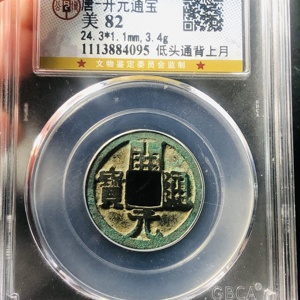 唐-开元通宝
美 82
24.3*1.1mm,3.4g
1113884095 低头通背上月
★ 文物鉴定委员会监制 ★
開元通寳
GBCA